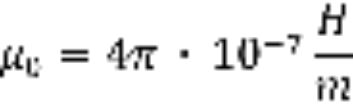 μ₀ = 4π · 10⁻⁷ H/m